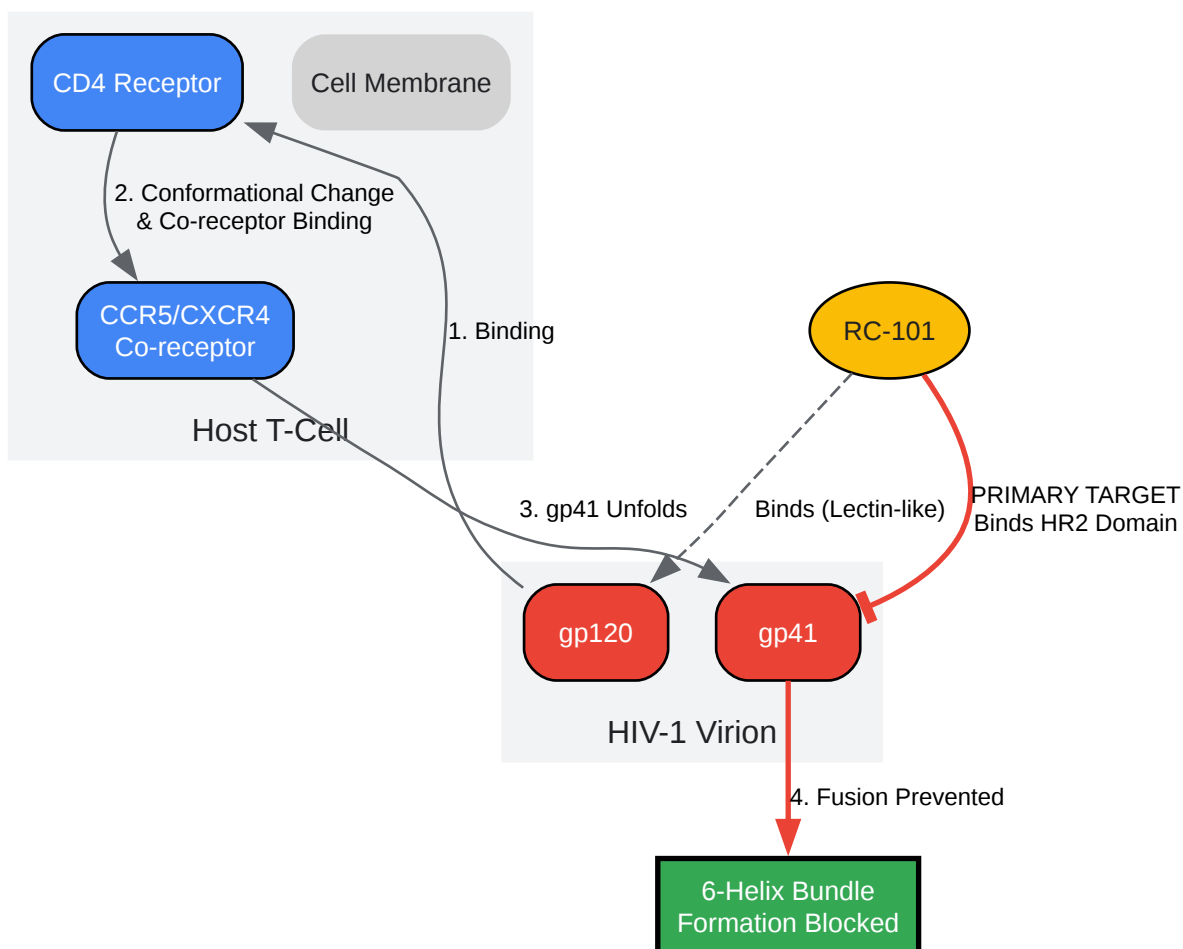 CD4 Receptor
Cell Membrane
2. Conformational Change
& Co-receptor Binding
CCR5/CXCR4
Co-receptor
1. Binding
RC-101
Host T-Cell
3. gp41 Unfolds
Binds (Lectin-like)
PRIMARY TARGET
Binds HR2 Domain
gp120
gp41
HIV-1 Virion
4. Fusion Prevented
6-Helix Bundle
Formation Blocked